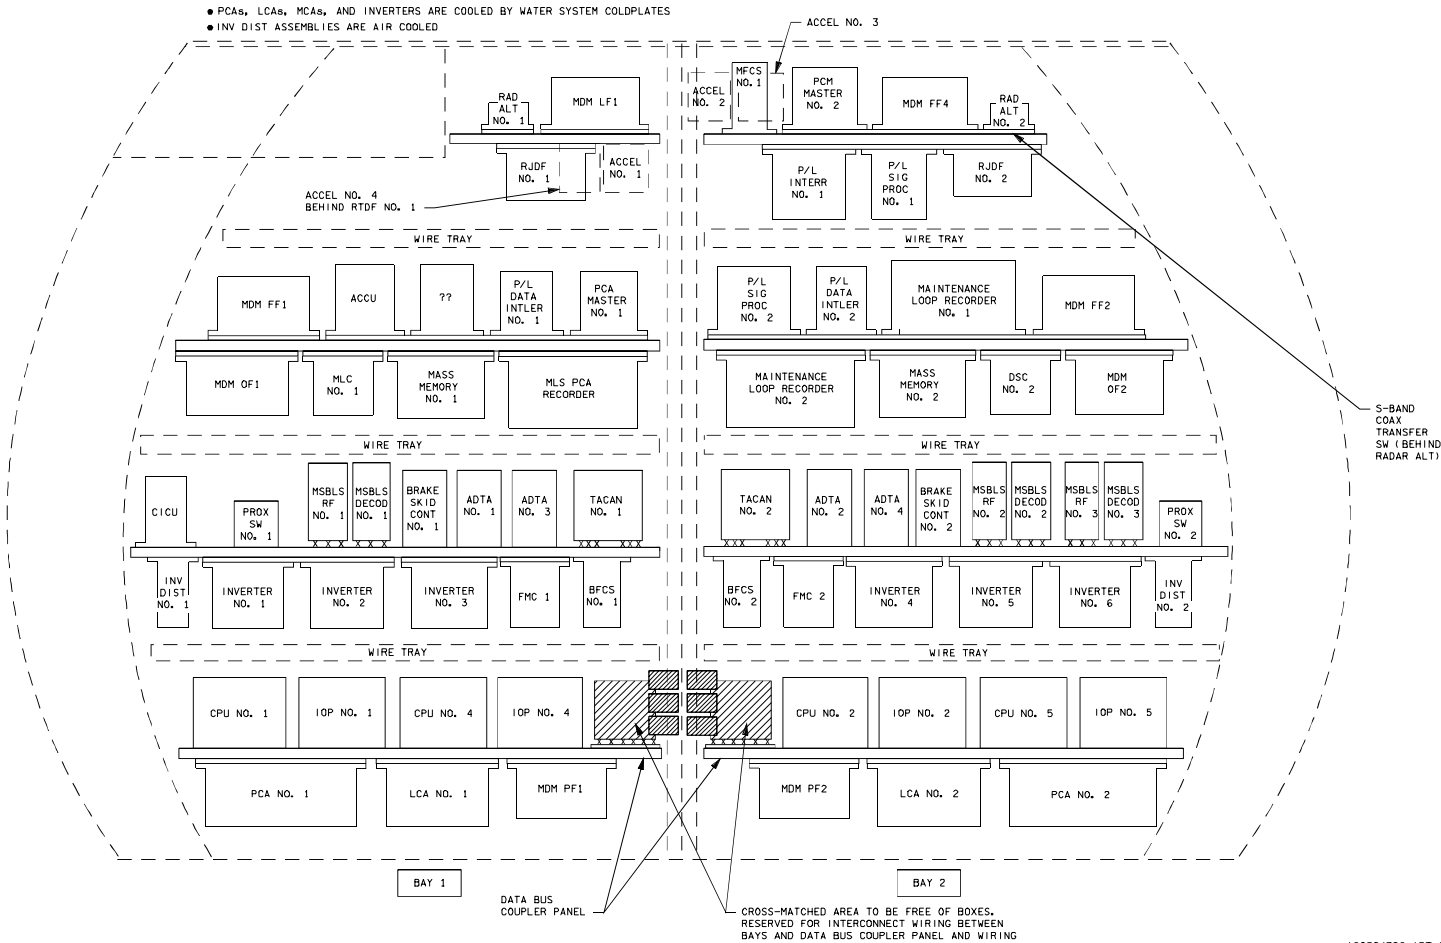 ● PCAs, LCAs, MCAs, AND INVERTERS ARE COOLED BY WATER SYSTEM COLDPLATES
● INV DIST ASSEMBLIES ARE AIR COOLED
ACCEL NO. 3
RAD
ALT
NO. 1
MDM LF1
ACCEL
NO. 2
MFCS
NO. 1
PCM
MASTER
NO. 2
MDM FF4
RAD
ALT
NO. 2
RJDF
NO. 1
ACCEL
NO. 1
P/L
INTERR
NO. 1
P/L
SIG
PROC
NO. 1
RJDF
NO. 2
ACCEL NO. 4
BEHIND RTDF NO. 1
WIRE TRAY
WIRE TRAY
MDM FF1
ACCU
??
P/L
DATA
INTLER
NO. 1
PCA
MASTER
NO. 1
P/L
SIG
PROC
NO. 2
P/L
DATA
INTLER
NO. 2
MAINTENANCE
LOOP RECORDER
NO. 1
MDM FF2
MDM OF1
MLC
NO. 1
MASS
MEMORY
NO. 1
MLS PCA
RECORDER
MAINTENANCE
LOOP RECORDER
NO. 2
MASS
MEMORY
NO. 2
DSC
NO. 2
MDM
OF2
S-BAND
COAX
TRANSFER
SW (BEHIND
RADAR ALT)
WIRE TRAY
WIRE TRAY
CICU
PROX
SW
NO. 1
MSBLS
RF
NO. 1
MSBLS
DECOD
NO. 1
BRAKE
SKID
CONT
NO. 1
ADTA
NO. 1
ADTA
NO. 3
TACAN
NO. 1
TACAN
NO. 2
ADTA
NO. 2
ADTA
NO. 4
BRAKE
SKID
CONT
NO. 2
MSBLS
RF
NO. 2
MSBLS
DECOD
NO. 2
MSBLS
RF
NO. 3
MSBLS
DECOD
NO. 3
PROX
SW
NO. 2
INV
DIST
NO. 1
INVERTER
NO. 1
INVERTER
NO. 2
INVERTER
NO. 3
FMC 1
BFCS
NO. 1
BFCS
NO. 2
FMC 2
INVERTER
NO. 4
INVERTER
NO. 5
INVERTER
NO. 6
INV
DIST
NO. 2
WIRE TRAY
WIRE TRAY
CPU NO. 1
IOP NO. 1
CPU NO. 4
IOP NO. 4
CPU NO. 2
IOP NO. 2
CPU NO. 5
IOP NO. 5
PCA NO. 1
LCA NO. 1
MDM PF1
MDM PF2
LCA NO. 2
PCA NO. 2
BAY 1
BAY 2
DATA BUS
COUPLER PANEL
CROSS-MATCHED AREA TO BE FREE OF BOXES.
RESERVED FOR INTERCONNECT WIRING BETWEEN
BAYS AND DATA BUS COUPLER PANEL AND WIRING